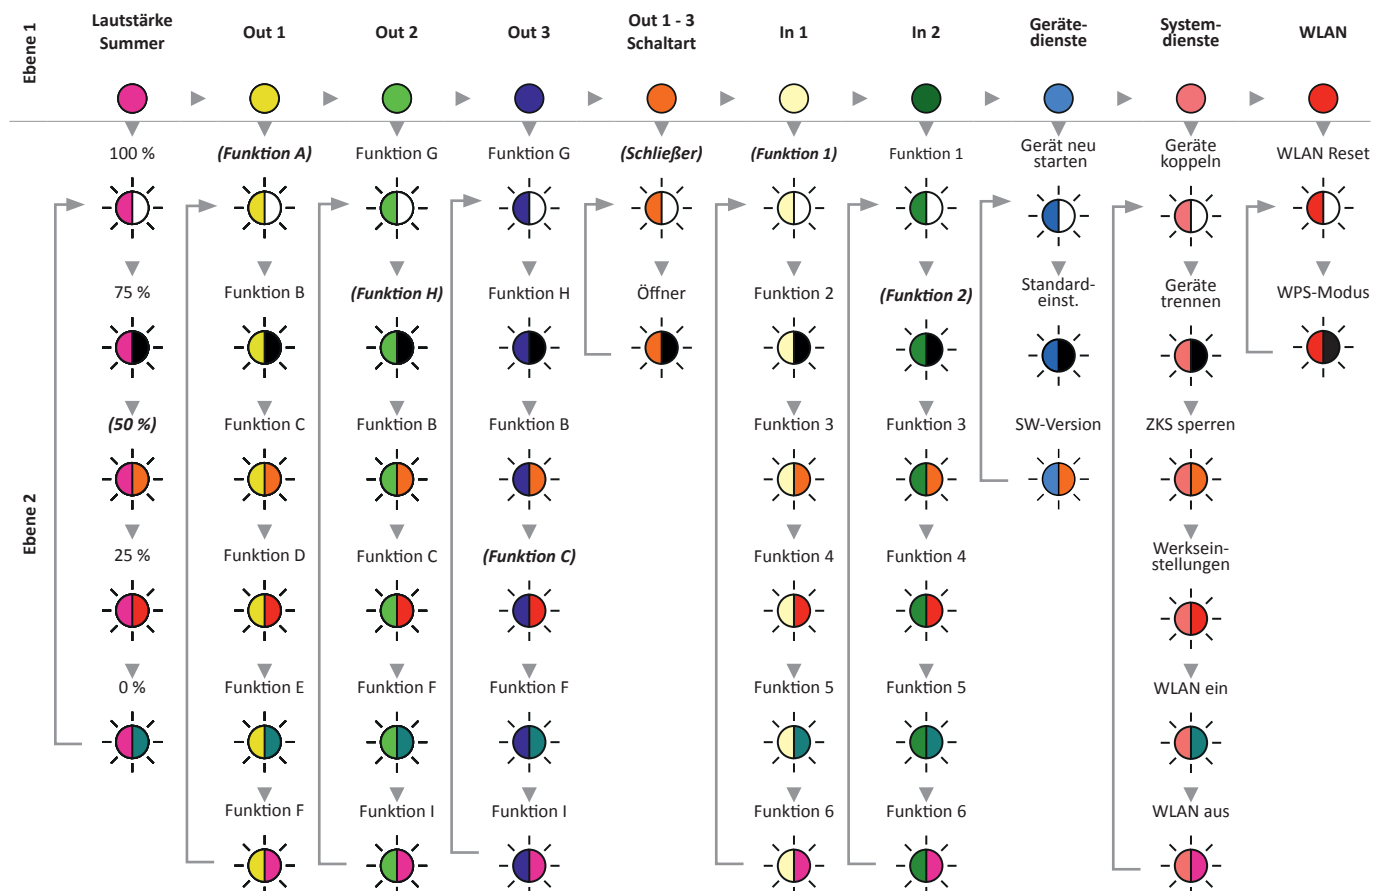 Ebene 1
Lautstärke
Summer
Out 1
Out 2
Out 3
Out 1 - 3
Schaltart
In 1
In 2
Geräte-
dienste
System-
dienste
WLAN
Ebene 2
100 %
(Funktion A)
Funktion G
Funktion G
(Schließer)
(Funktion 1)
Funktion 1
Gerät neu
starten
Geräte
koppeln
WLAN Reset
75 %
Funktion B
(Funktion H)
Funktion H
Öffner
Funktion 2
(Funktion 2)
Standard-
einst.
Geräte
trennen
WPS-Modus
(50 %)
Funktion C
Funktion B
Funktion B
Funktion 3
Funktion 3
SW-Version
ZKS sperren
25 %
Funktion D
Funktion C
(Funktion C)
Funktion 4
Funktion 4
Werksein-
stellungen
0 %
Funktion E
Funktion F
Funktion F
Funktion 5
Funktion 5
WLAN ein
Funktion F
Funktion I
Funktion I
Funktion 6
Funktion 6
WLAN aus